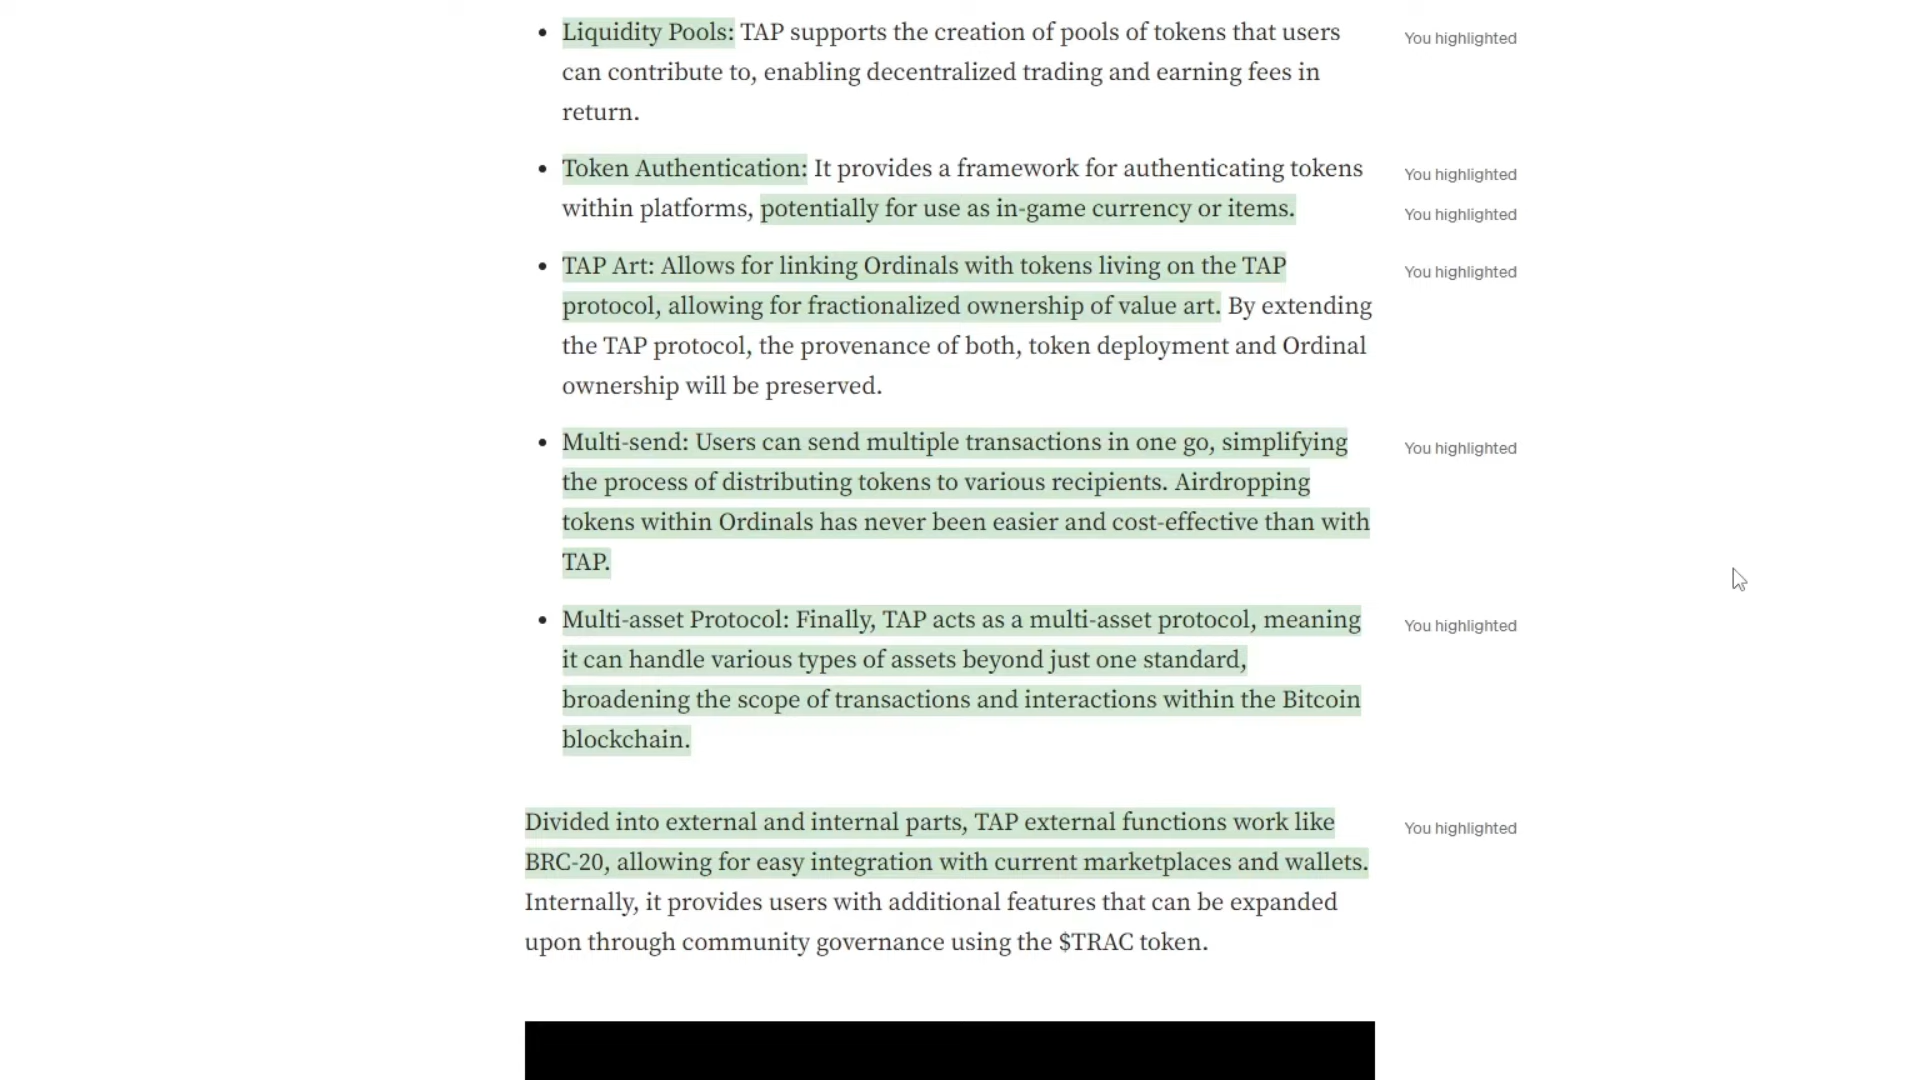 Liquidity Pools: TAP supports the creation of pools of tokens that users
You highlighted
can contribute to, enabling decentralized trading and earning fees in
return.
Token Authentication: It provides a framework for authenticating tokens
You highlighted
within platforms, potentially for use as in-game currency or items.
You highlighted
TAP Art: Allows for linking Ordinals with tokens living on the TAP
You highlighted
protocol, allowing for fractionalized ownership of value art. By extending
the TAP protocol, the provenance of both, token deployment and Ordinal
ownership will be preserved.
Multi-send: Users can send multiple transactions in one go, simplifying
You highlighted
the process of distributing tokens to various recipients. Airdropping
tokens within Ordinals has never been easier and cost-effective than with
TAP.
Multi-asset Protocol: Finally, TAP acts as a multi-asset protocol, meaning
You highlighted
it can handle various types of assets beyond just one standard,
broadening the scope of transactions and interactions within the Bitcoin
blockchain.
Divided into external and internal parts, TAP external functions work like
You highlighted
BRC-20, allowing for easy integration with current marketplaces and wallets.
Internally, it provides users with additional features that can be expanded
upon through community governance using the $TRAC token.